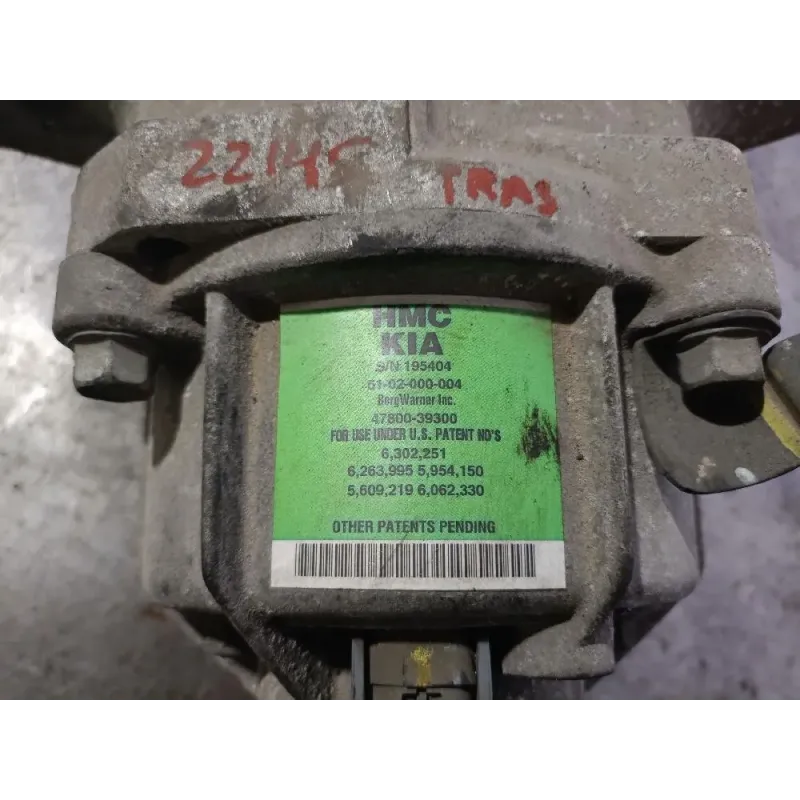 22145 TRAS
HMC
KIA
S/N 195404
51-02-000-004
BorgWarner Inc.
47800-39300
FOR USE UNDER U.S. PATENT NO'S
6,302,251
6,263,995 5,954,150
5,609,219 6,062,330
OTHER PATENTS PENDING